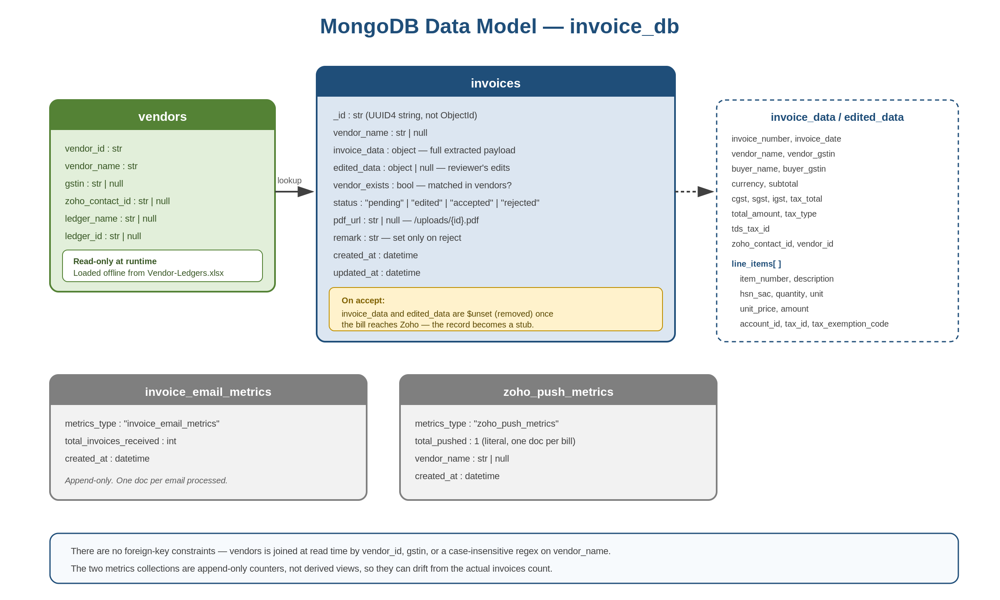 MongoDB Data Model — invoice_db
vendors
vendor_id : str
vendor_name : str
gstin : str | null
zoho_contact_id : str | null
ledger_name : str | null
ledger_id : str | null
Read-only at runtime
Loaded offline from Vendor-Ledgers.xlsx
lookup
invoices
_id : str (UUID4 string, not ObjectId)
vendor_name : str | null
invoice_data : object — full extracted payload
edited_data : object | null — reviewer's edits
vendor_exists : bool — matched in vendors?
status : "pending" | "edited" | "accepted" | "rejected"
pdf_url : str | null — /uploads/{id}.pdf
remark : str — set only on reject
created_at : datetime
updated_at : datetime
On accept:
invoice_data and edited_data are $unset (removed) once
the bill reaches Zoho — the record becomes a stub.
invoice_data / edited_data
invoice_number, invoice_date
vendor_name, vendor_gstin
buyer_name, buyer_gstin
currency, subtotal
cgst, sgst, igst, tax_total
total_amount, tax_type
tds_tax_id
zoho_contact_id, vendor_id
line_items[ ]
item_number, description
hsn_sac, quantity, unit
unit_price, amount
account_id, tax_id, tax_exemption_code
invoice_email_metrics
metrics_type : "invoice_email_metrics"
total_invoices_received : int
created_at : datetime
Append-only. One doc per email processed.
zoho_push_metrics
metrics_type : "zoho_push_metrics"
total_pushed : 1 (literal, one doc per bill)
vendor_name : str | null
created_at : datetime
There are no foreign-key constraints — vendors is joined at read time by vendor_id, gstin, or a case-insensitive regex on vendor_name.
The two metrics collections are append-only counters, not derived views, so they can drift from the actual invoices count.